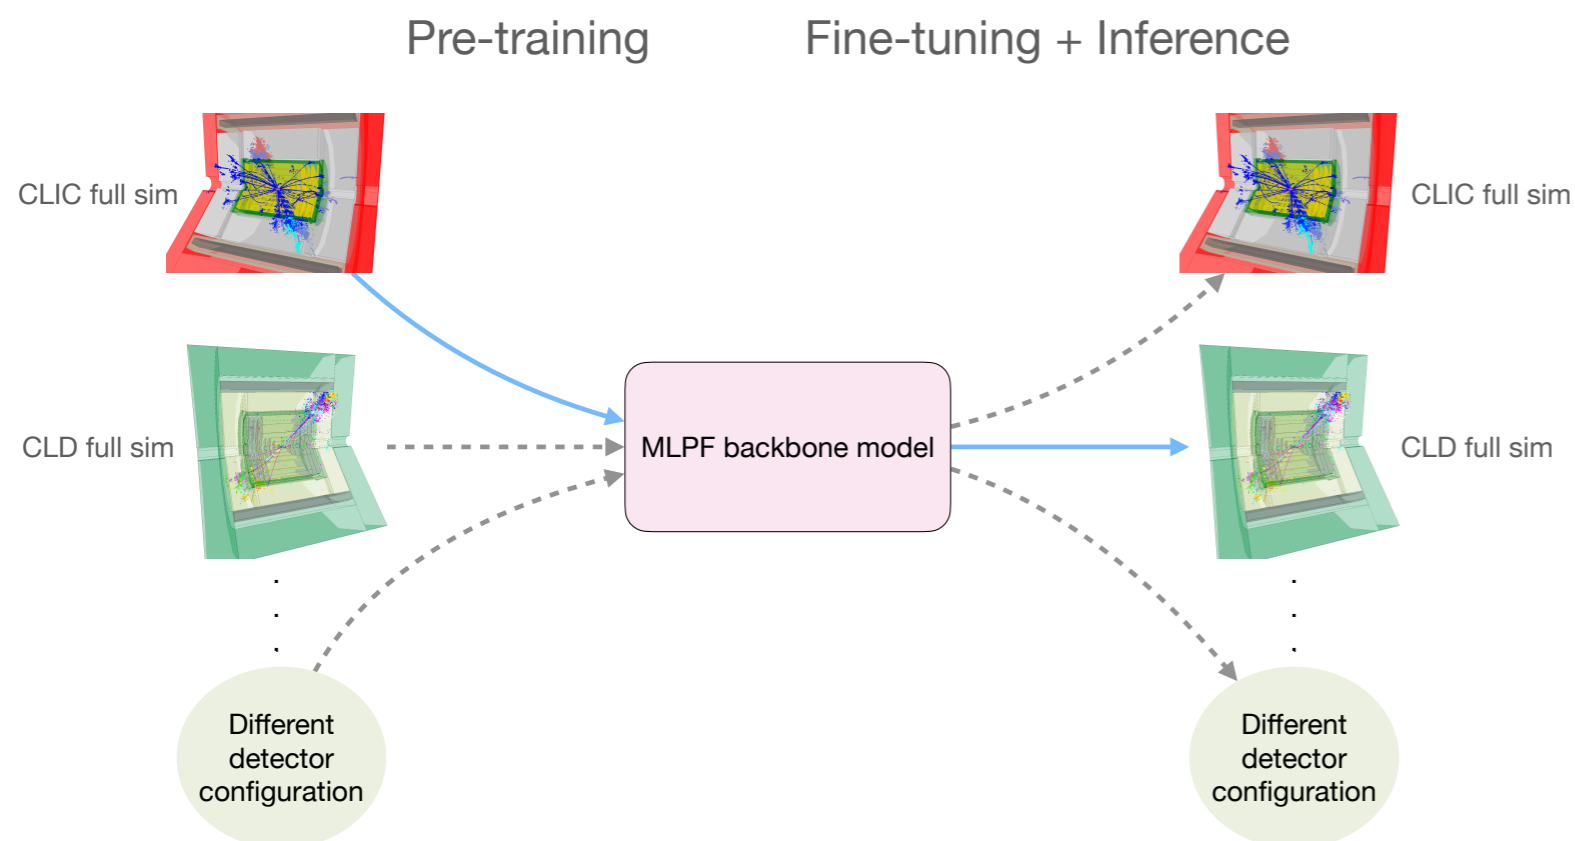 Pre-training
Fine-tuning + Inference
CLIC full sim
CLIC full sim
CLD full sim
MLPF backbone model
CLD full sim
Different
detector
configuration
Different
detector
configuration